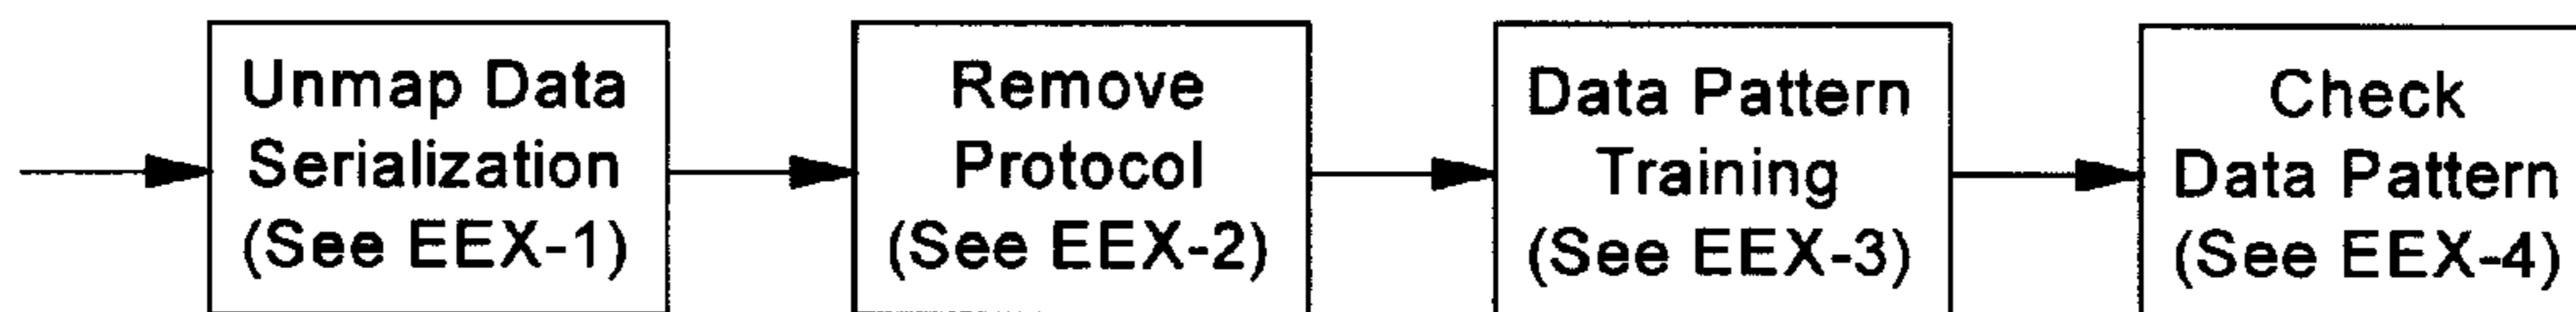 Unmap Data
Serialization
(See EEX-1)
Remove
Protocol
(See EEX-2)
Data Pattern
Training
(See EEX-3)
Check
Data Pattern
(See EEX-4)